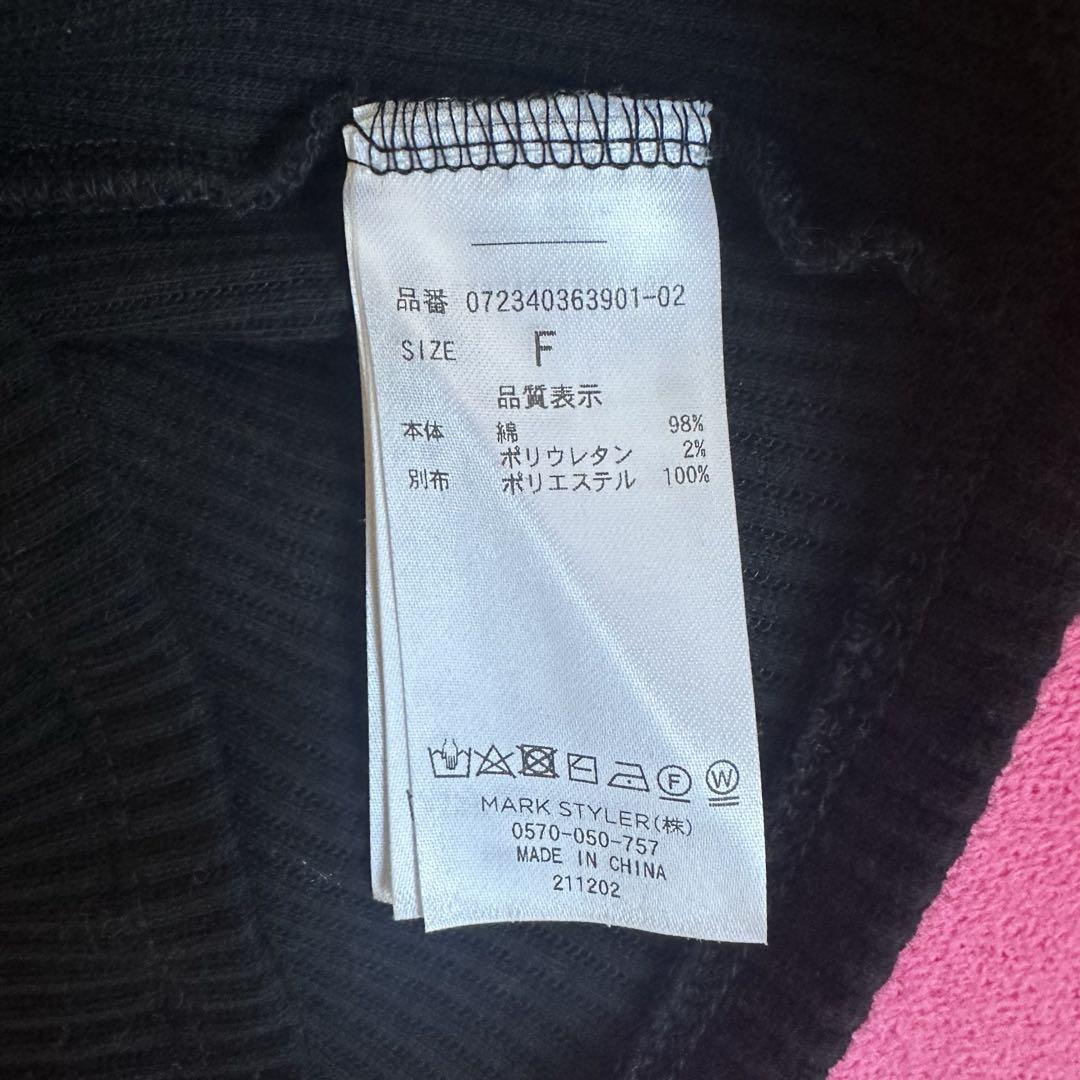 品番 072340363901-02
SIZE F
品質表示
本体 綿 98%
ポリウレタン 2%
別布 ポリエステル 100%
F W
MARK STYLER(株)
0570-050-757
MADE IN CHINA
211202